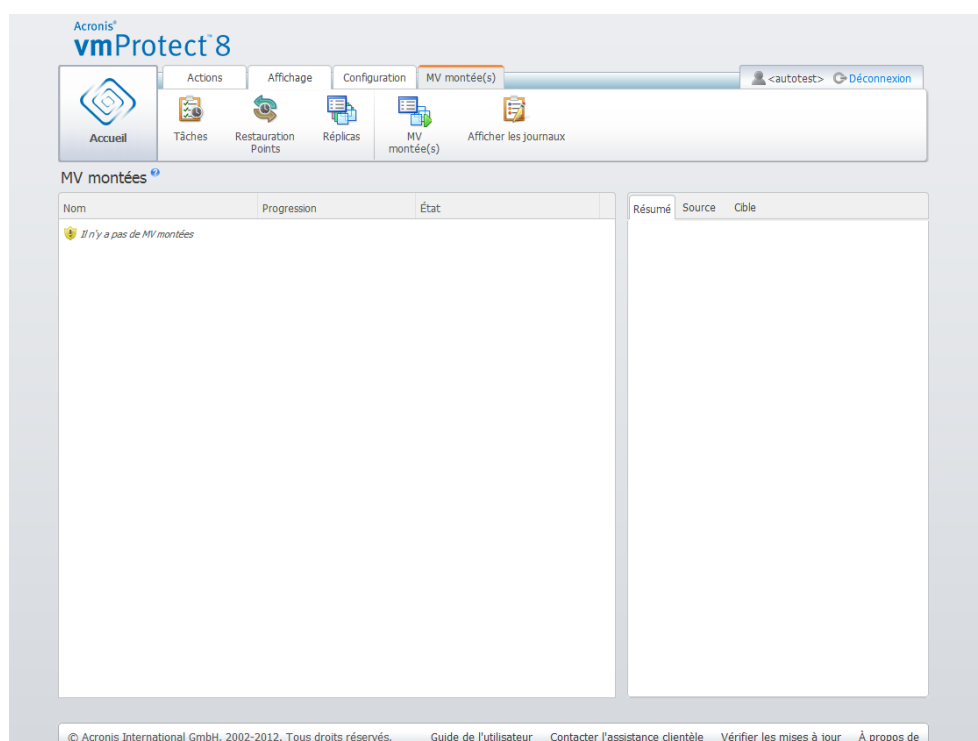 Acronis®
vmProtect™ 8
Actions Affichage Configuration MV montée(s) <autotest> Déconnexion
Accueil
Tâches
Restauration
Points
Réplicas
MV
montée(s)
Afficher les journaux
MV montées
Nom Progression État
Il n'y a pas de MV montées
Résumé Source Cible
© Acronis International GmbH, 2002-2012. Tous droits réservés. Guide de l'utilisateur Contacter l'assistance clientèle Vérifier les mises à jour À propos de